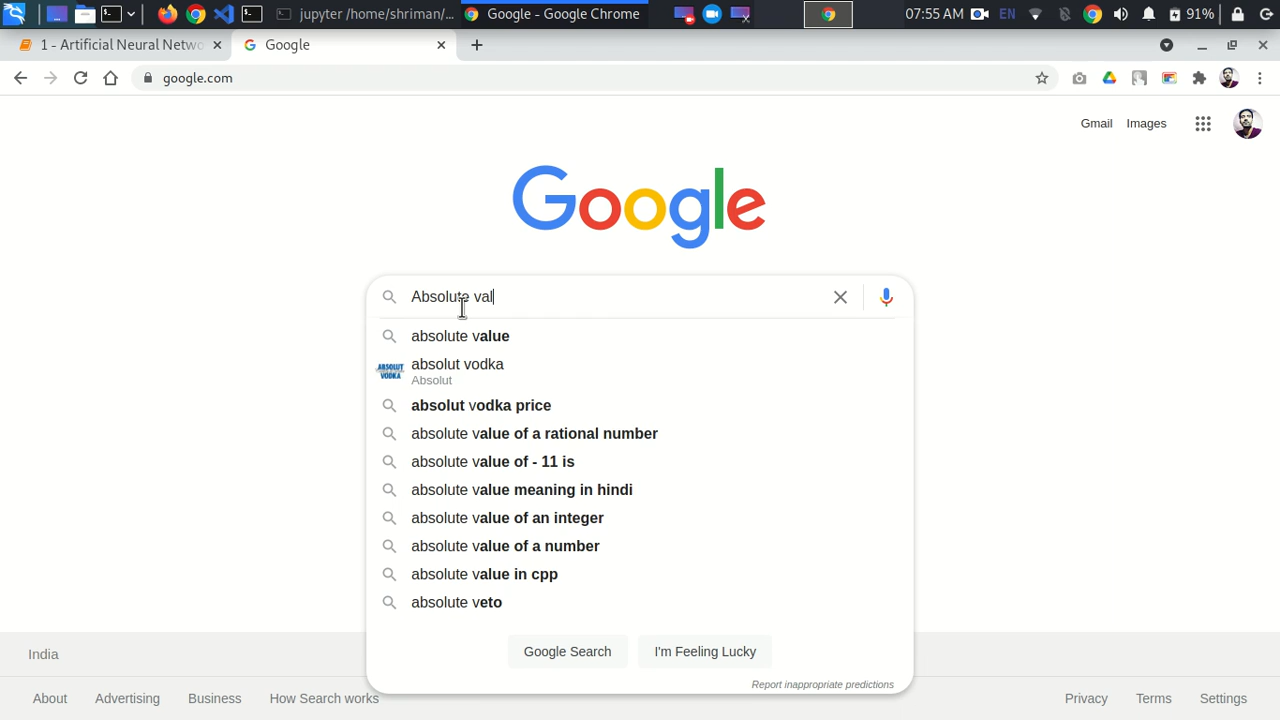 jupyter /home/shriman/...
Google - Google Chrome
07:55 AM
EN
91%
1 - Artificial Neural Netwo
Google
google.com
Gmail
Images
Google
Absolute val
absolute value
ABSOLUT VODKA
absolut vodka
Absolut
absolut vodka price
absolute value of a rational number
absolute value of - 11 is
absolute value meaning in hindi
absolute value of an integer
absolute value of a number
absolute value in cpp
absolute veto
Google Search
I'm Feeling Lucky
Report inappropriate predictions
India
About
Advertising
Business
How Search works
Privacy
Terms
Settings